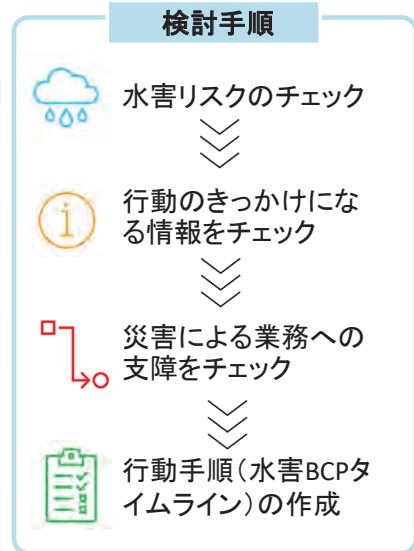 検討手順
水害リスクのチェック
行動のきっかけにな
る情報をチェック
災害による業務への
支障をチェック
行動手順（水害BCPタ
イムライン）の作成